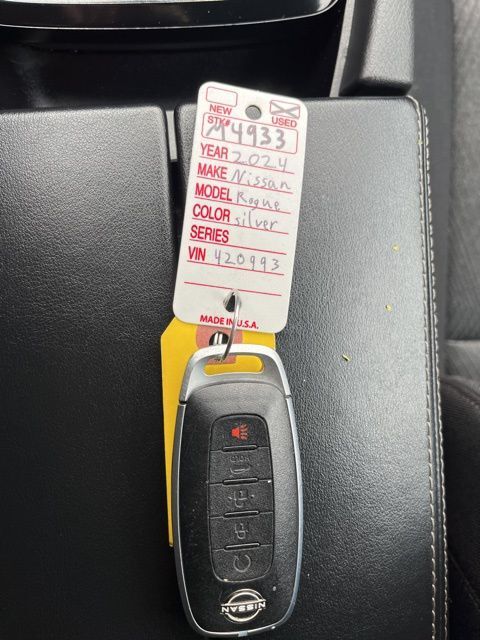 NEW USED
STK# M4933
YEAR 2024
MAKE Nissan
MODEL Rogue
COLOR silver
SERIES
VIN 420993
MADE IN U.S.A.
NISSAN